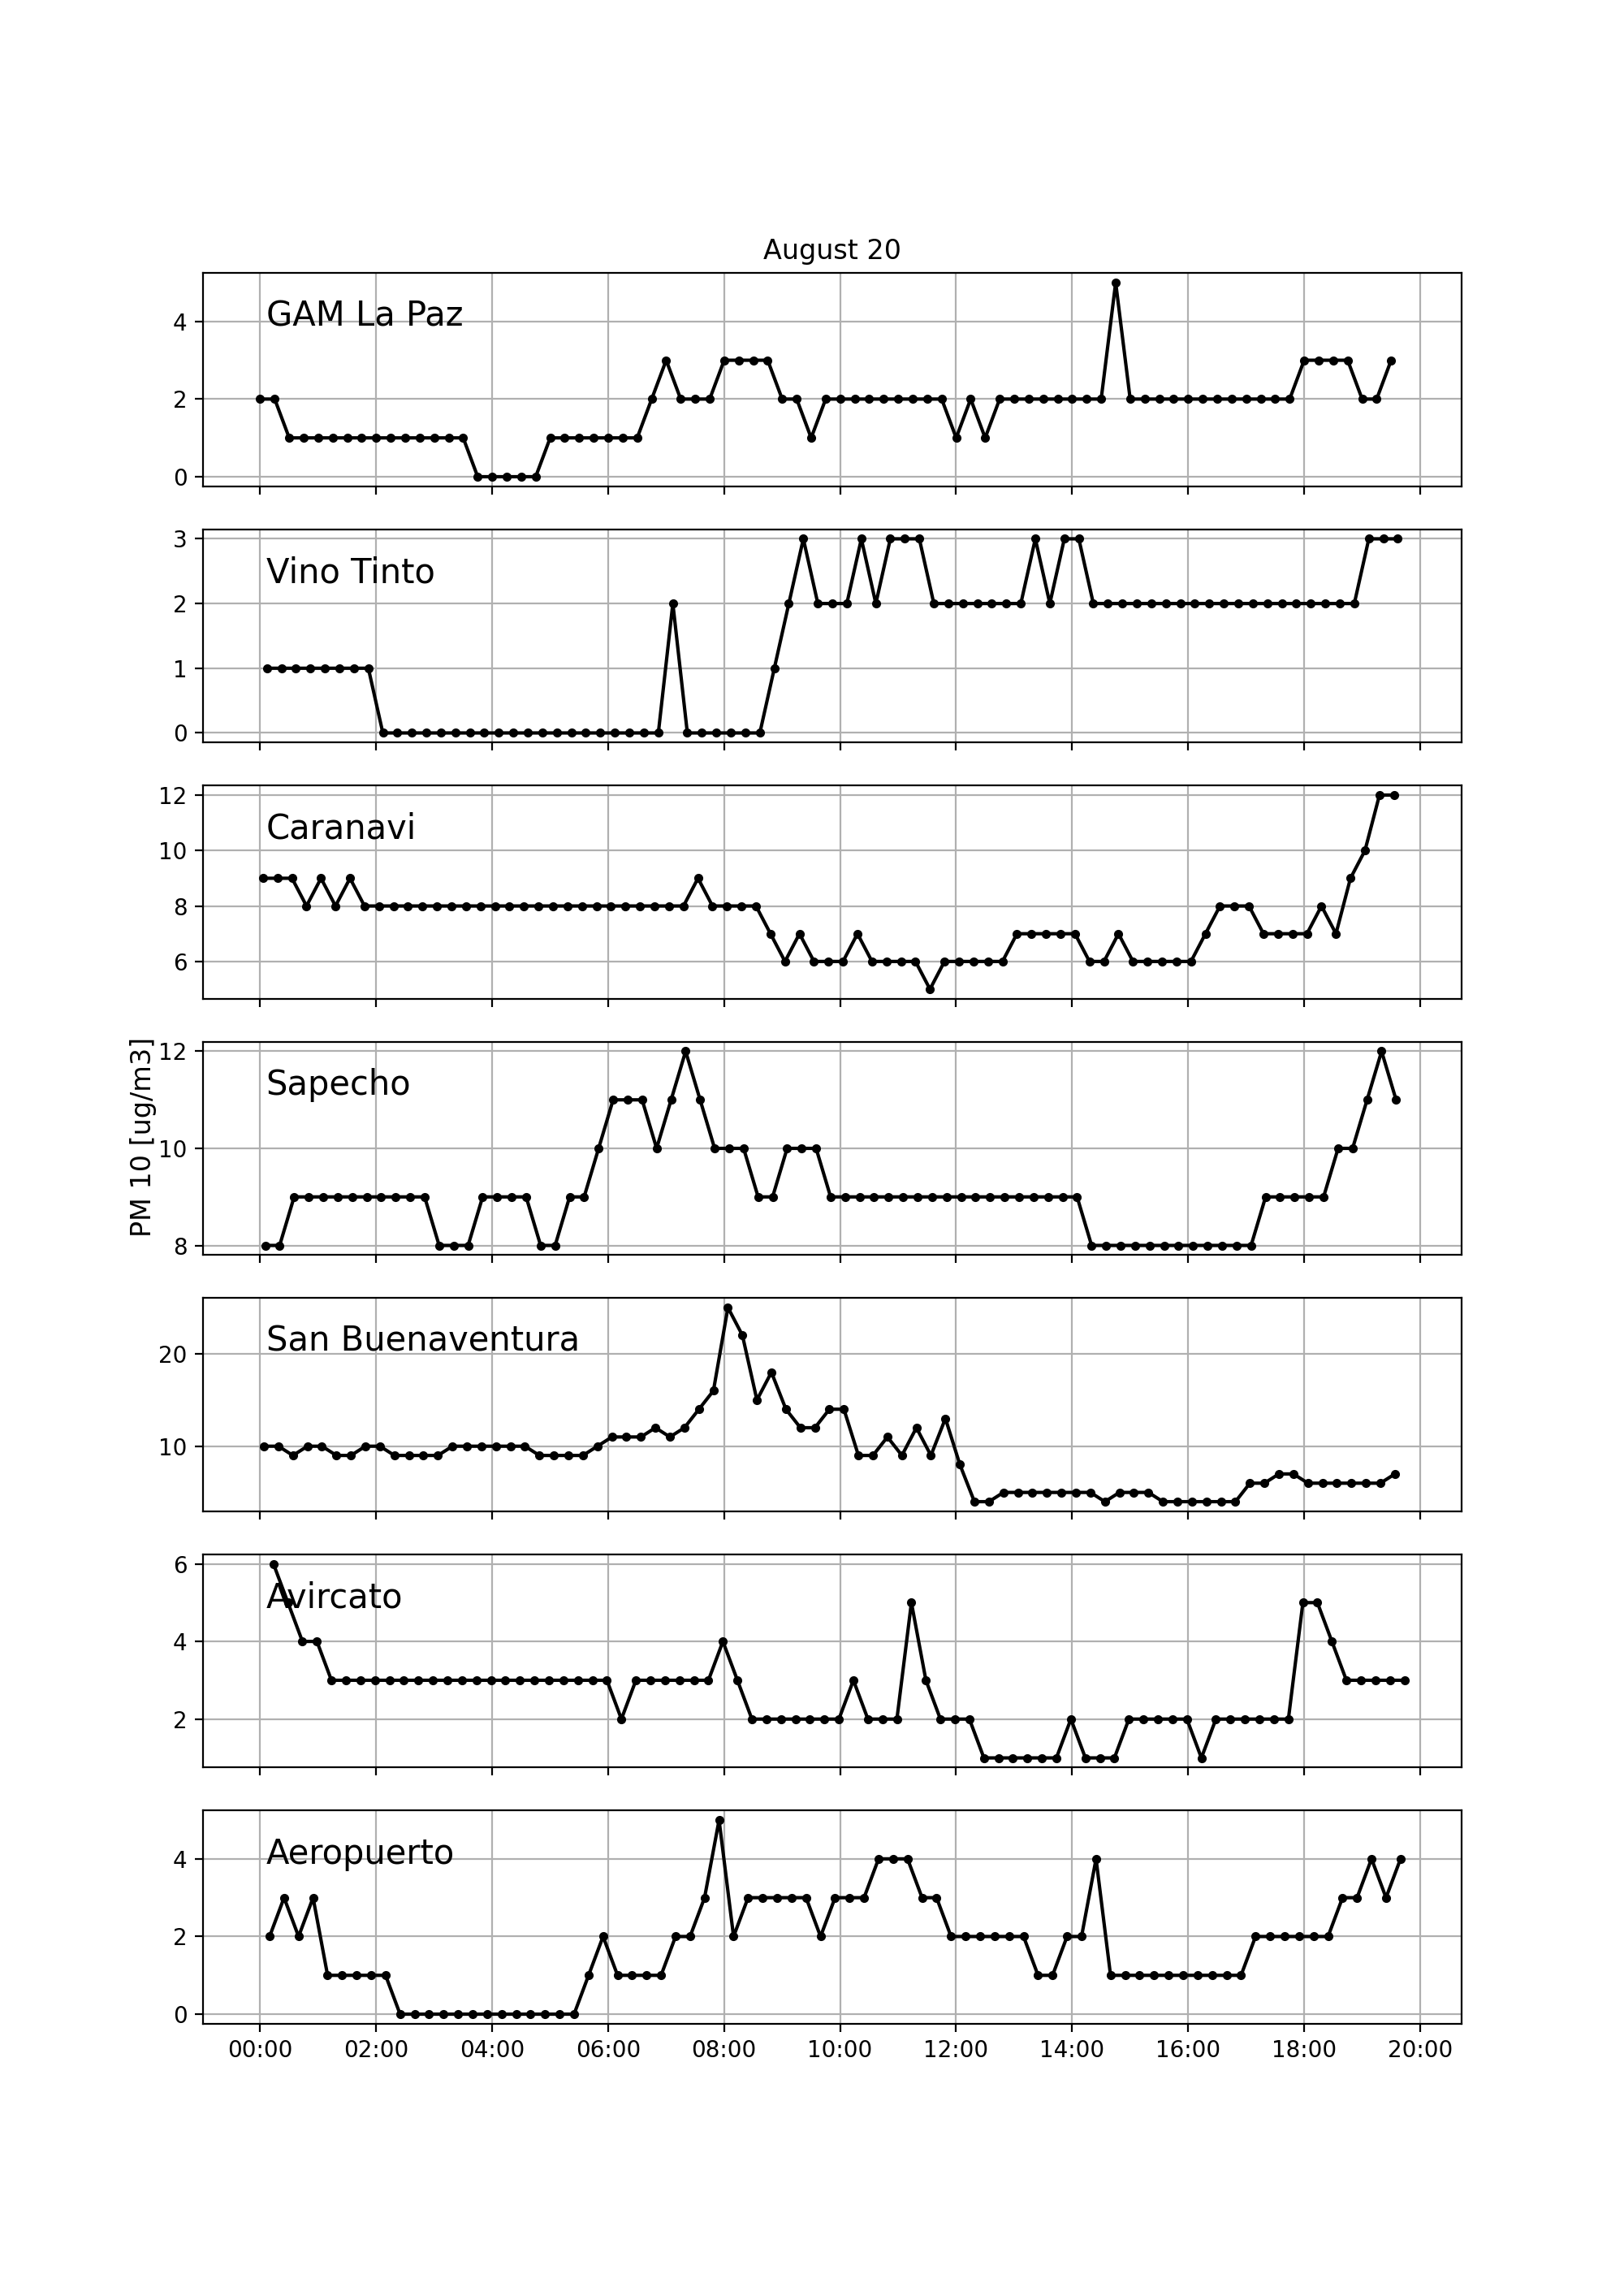 August 20
GAM La Paz
4
2
0
Vino Tinto
3
2
1
0
Caranavi
12
10
8
6
PM 10 [ug/m3]
Sapecho
12
10
8
San Buenaventura
20
10
Avircato
6
4
2
Aeropuerto
4
2
0
00:00 02:00 04:00 06:00 08:00 10:00 12:00 14:00 16:00 18:00 20:00